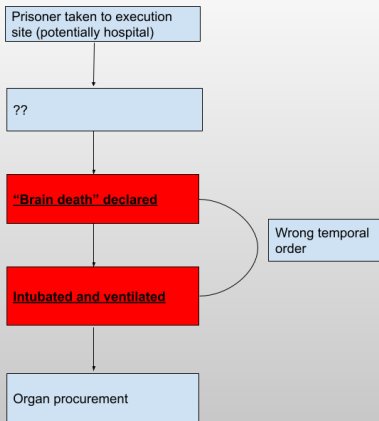 Prisoner taken to execution
site (potentially hospital)
??
“Brain death” declared
Wrong temporal
order
Intubated and ventilated
Organ procurement